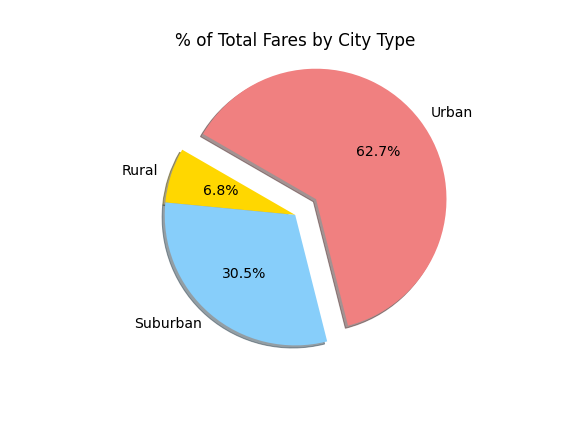 % of Total Fares by City Type
Urban
62.7%
Rural
6.8%
30.5%
Suburban